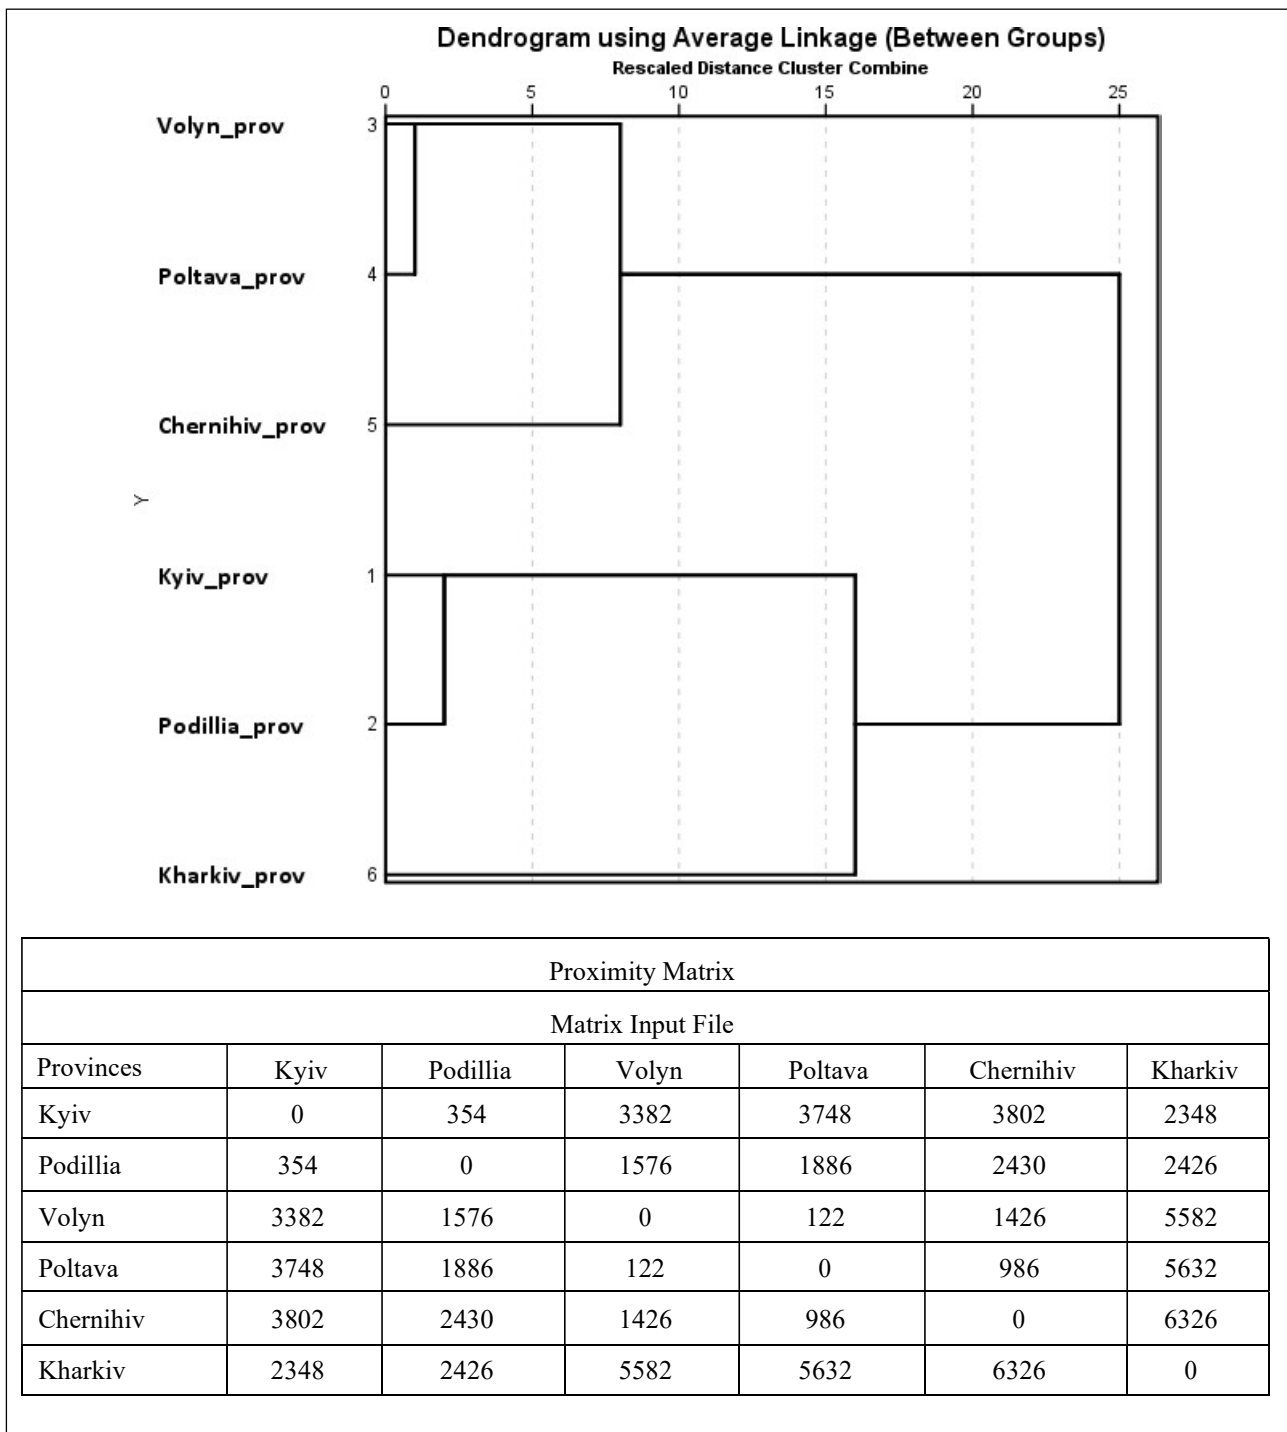 Dendrogram using Average Linkage (Between Groups)
Rescaled Distance Cluster Combine
0 5 10 15 20 25
Volyn_prov 3
Poltava_prov 4
Chernihiv_prov 5
Y
Kyiv_prov 1
Podillia_prov 2
Kharkiv_prov 6
Proximity Matrix
Matrix Input File
Provinces Kyiv Podillia Volyn Poltava Chernihiv Kharkiv
Kyiv 0 354 3382 3748 3802 2348
Podillia 354 0 1576 1886 2430 2426
Volyn 3382 1576 0 122 1426 5582
Poltava 3748 1886 122 0 986 5632
Chernihiv 3802 2430 1426 986 0 6326
Kharkiv 2348 2426 5582 5632 6326 0